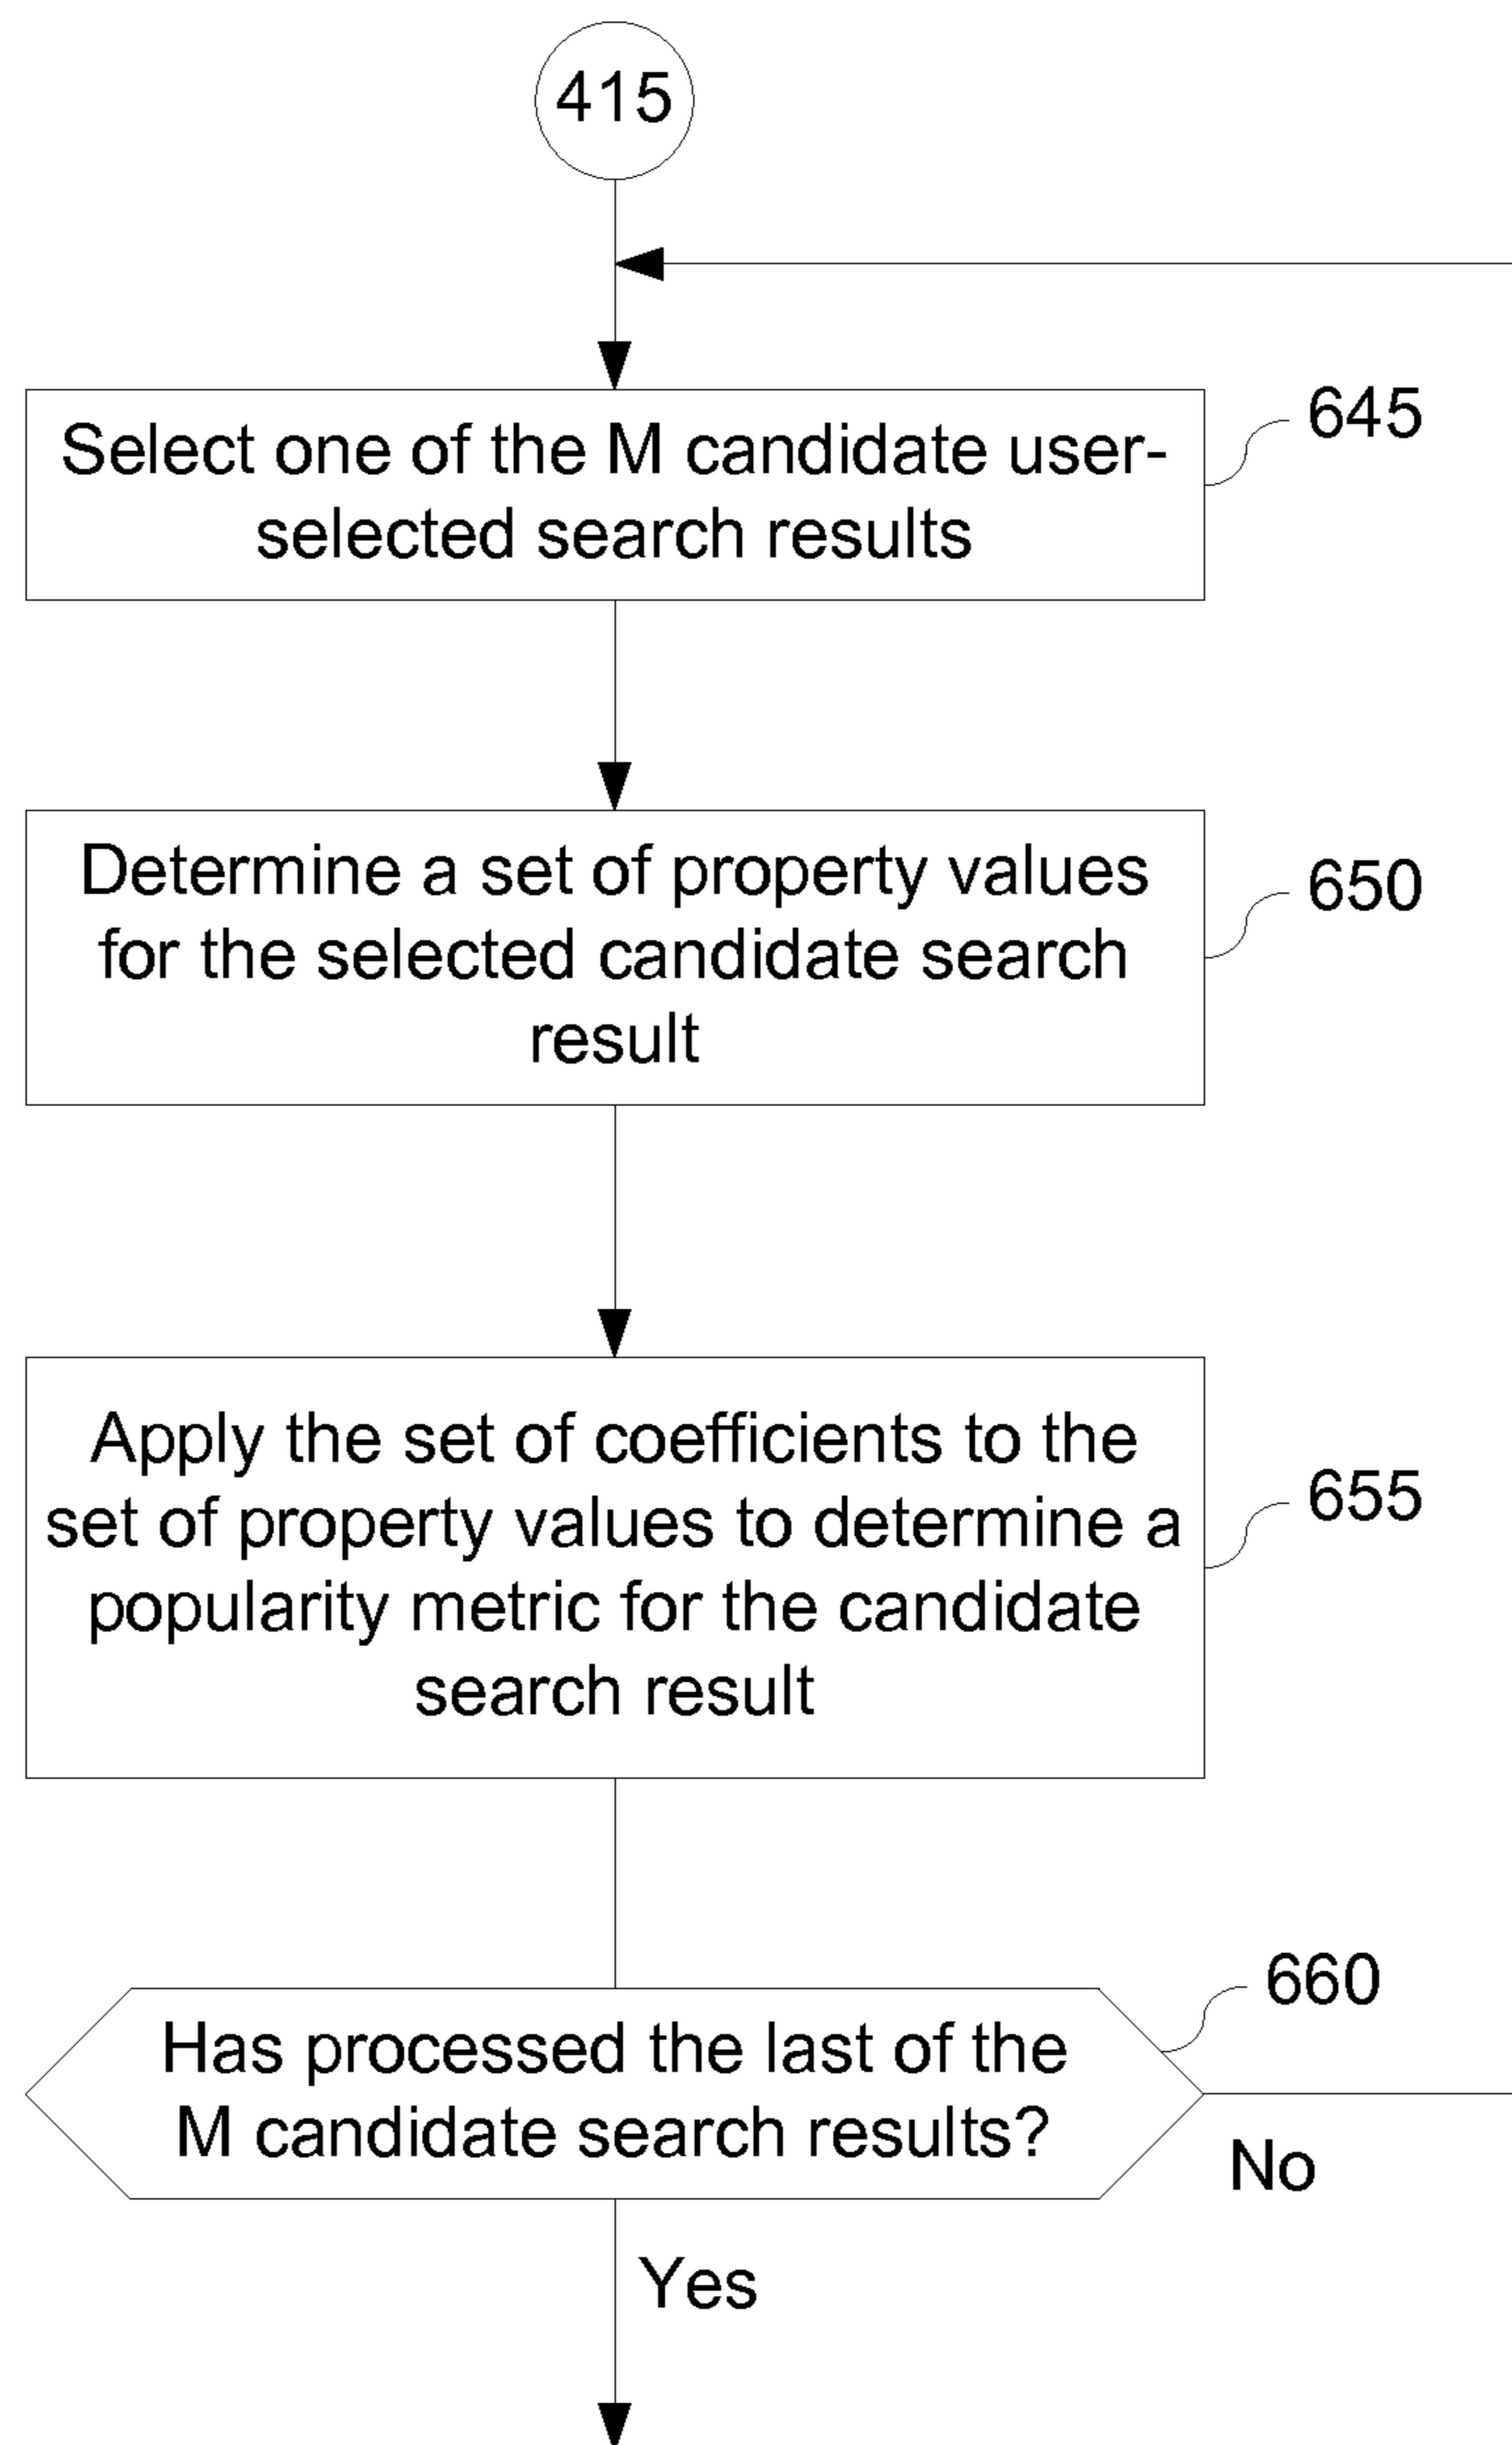 415
Select one of the M candidate user-
selected search results
645
Determine a set of property values
for the selected candidate search
result
650
Apply the set of coefficients to the
set of property values to determine a
popularity metric for the candidate
search result
655
Has processed the last of the
M candidate search results?
660
No
Yes